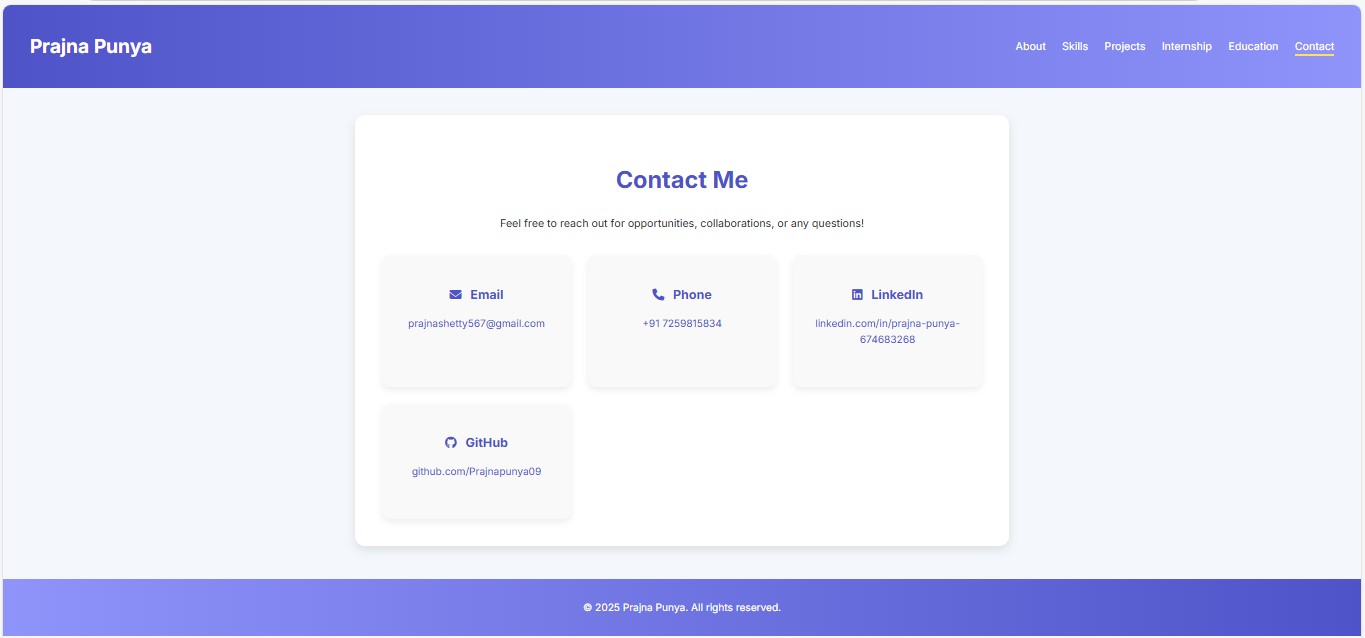 Prajna Punya
About Skills Projects Internship Education Contact
Contact Me
Feel free to reach out for opportunities, collaborations, or any questions!
Email
prajnashetty567@gmail.com
Phone
+91 7259815834
LinkedIn
linkedin.com/in/prajna-punya-
674683268
GitHub
github.com/Prajnapunya09
© 2025 Prajna Punya. All rights reserved.